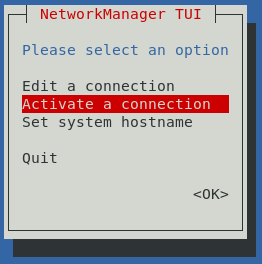 NetworkManager TUI
Please select an option
Edit a connection
Activate a connection
Set system hostname
Quit
<OK>